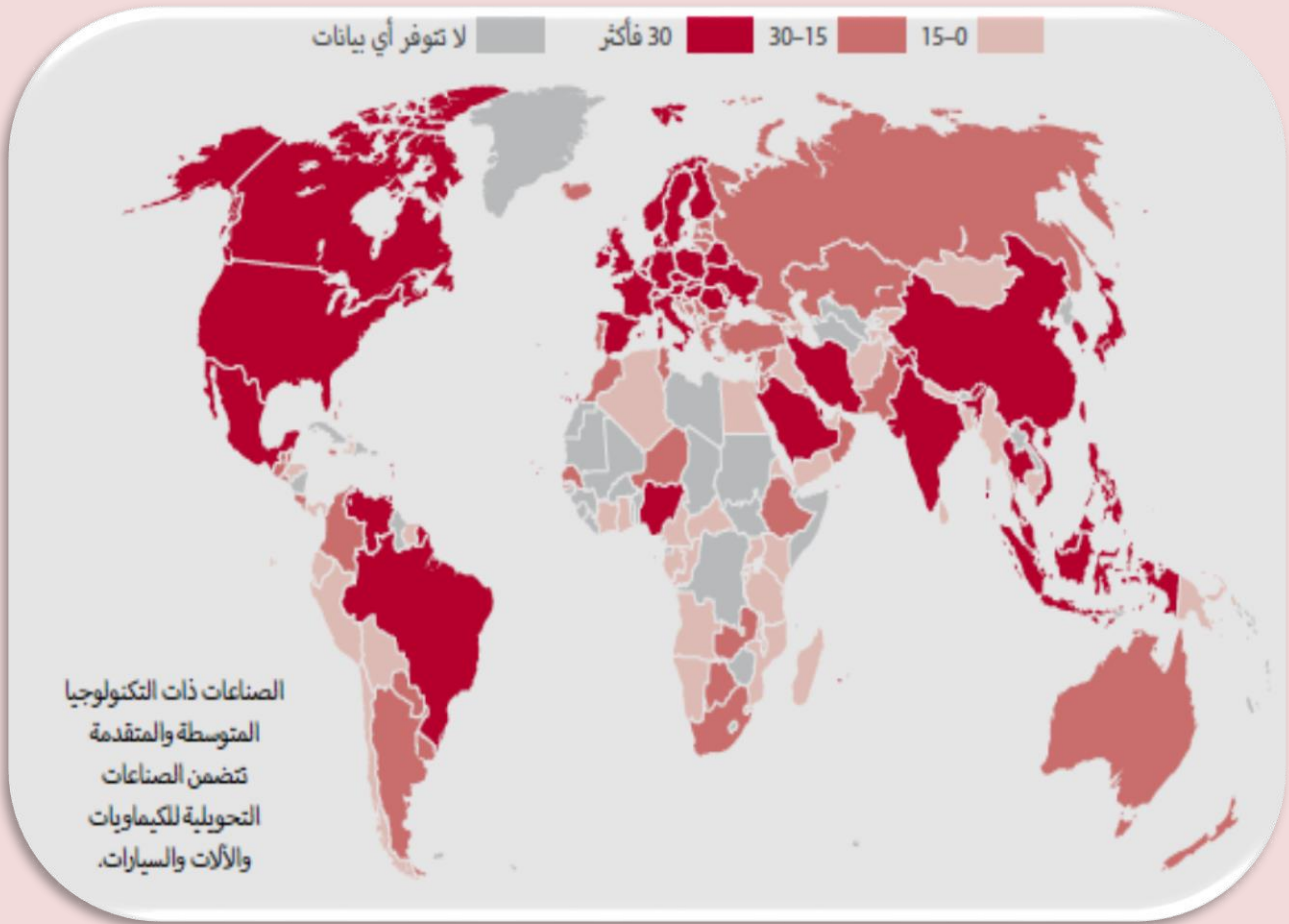 0–15 15–30 30 فأكثر لا تتوفر أي بيانات
الصناعات ذات التكنولوجيا
المتوسطة والمتقدمة
تتضمن الصناعات
التحويلية للكيماويات
والآلات والسيارات.